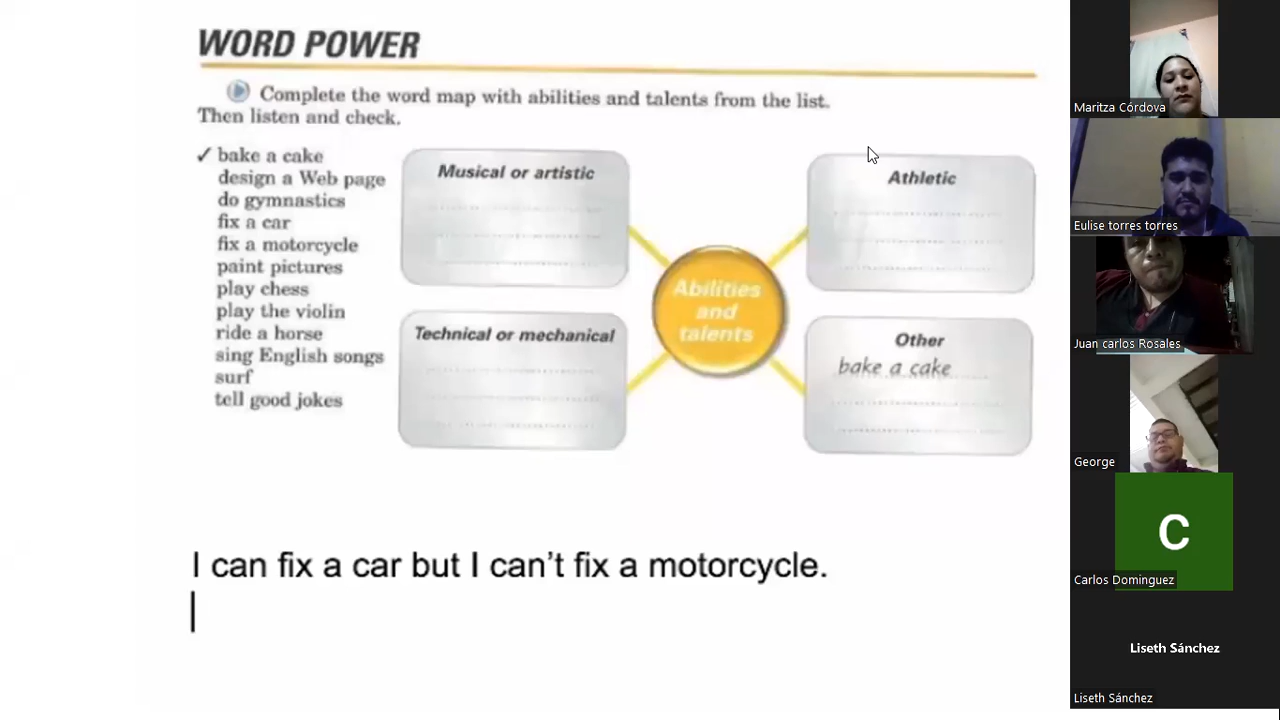 WORD POWER
Complete the word map with abilities and talents from the list.
Then listen and check.
✓ bake a cake
design a Web page
do gymnastics
fix a car
fix a motorcycle
paint pictures
play chess
play the violin
ride a horse
sing English songs
surf
tell good jokes
Musical or artistic
Athletic
Abilities
and
talents
Technical or mechanical
Other
bake a cake
I can fix a car but I can't fix a motorcycle.
Maritza Córdova
Eulise torres torres
Juan carlos Rosales
George
C
Carlos Dominguez
Liseth Sánchez
Liseth Sánchez